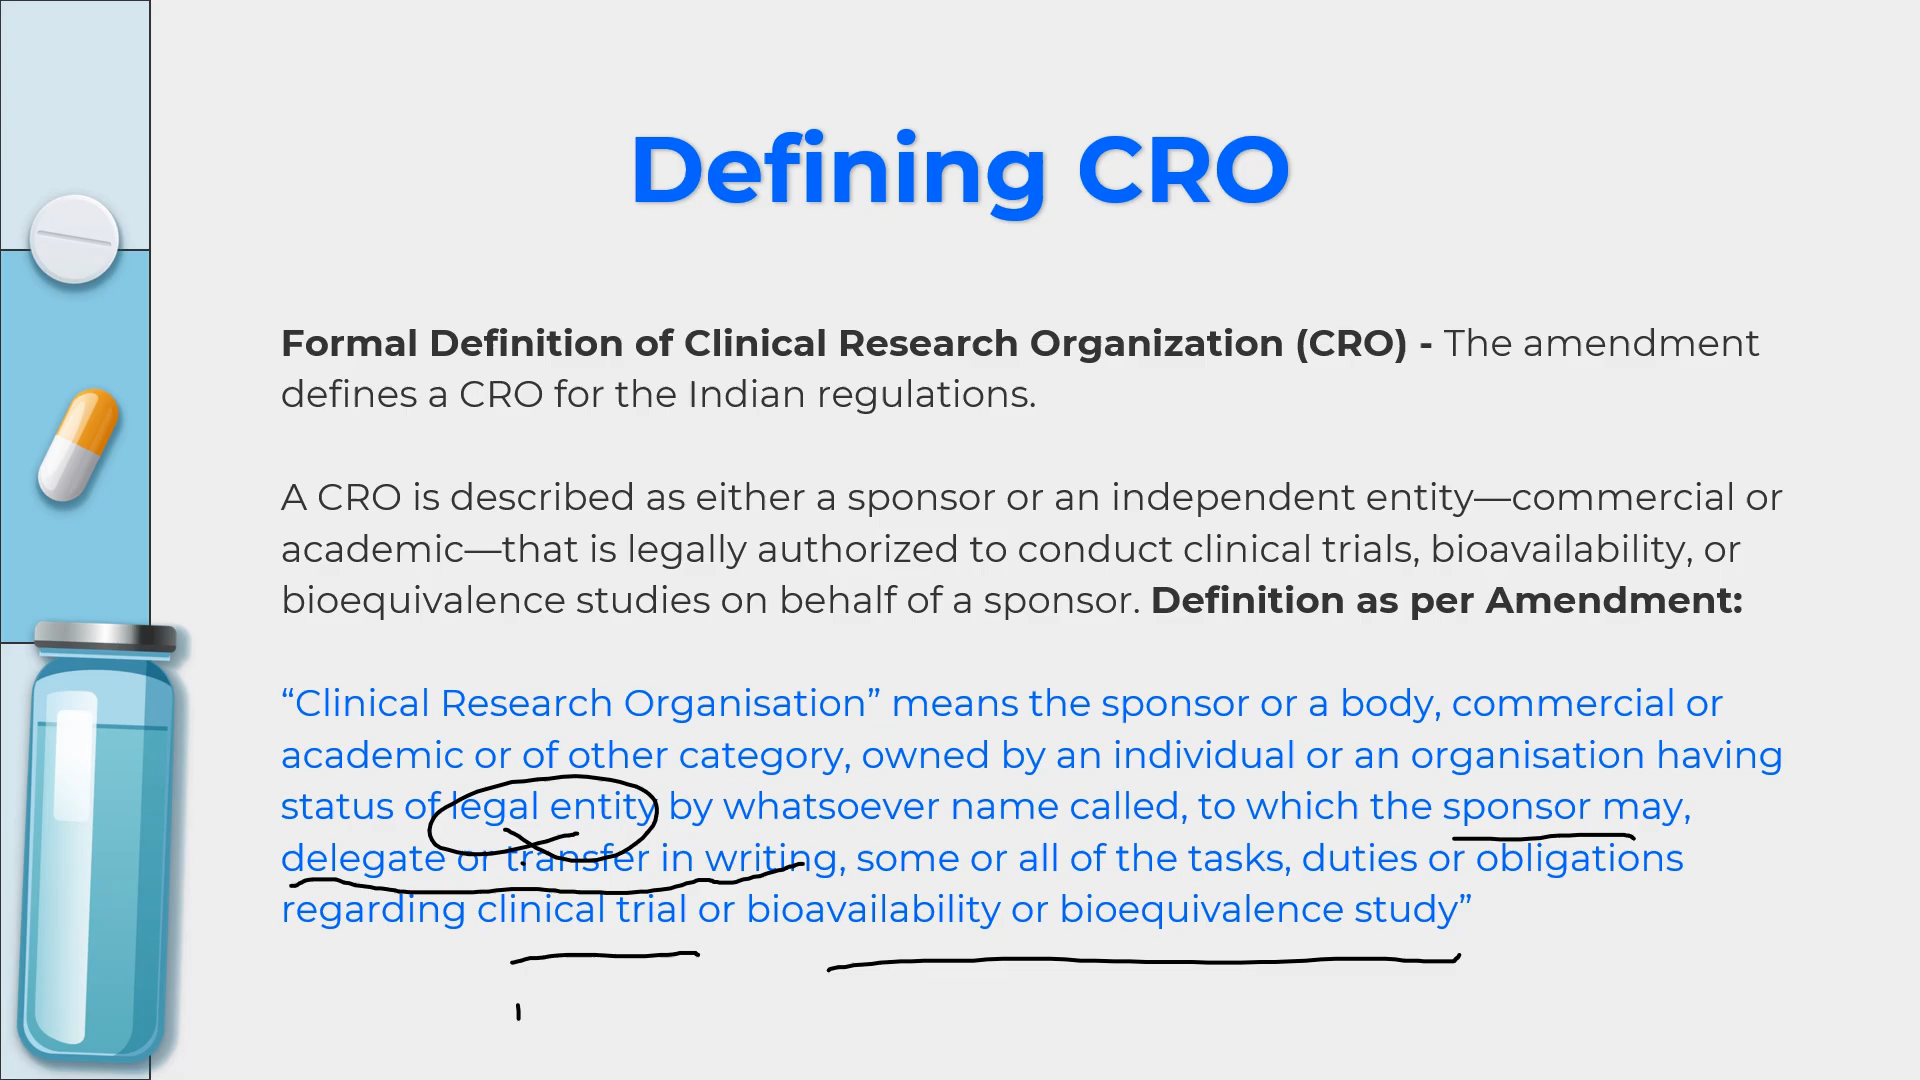 Defining CRO
Formal Definition of Clinical Research Organization (CRO) - The amendment
defines a CRO for the Indian regulations.
A CRO is described as either a sponsor or an independent entity—commercial or
academic—that is legally authorized to conduct clinical trials, bioavailability, or
bioequivalence studies on behalf of a sponsor. Definition as per Amendment:
“Clinical Research Organisation” means the sponsor or a body, commercial or
academic or of other category, owned by an individual or an organisation having
status of legal entity by whatsoever name called, to which the sponsor may,
delegate or transfer in writing, some or all of the tasks, duties or obligations
regarding clinical trial or bioavailability or bioequivalence study”